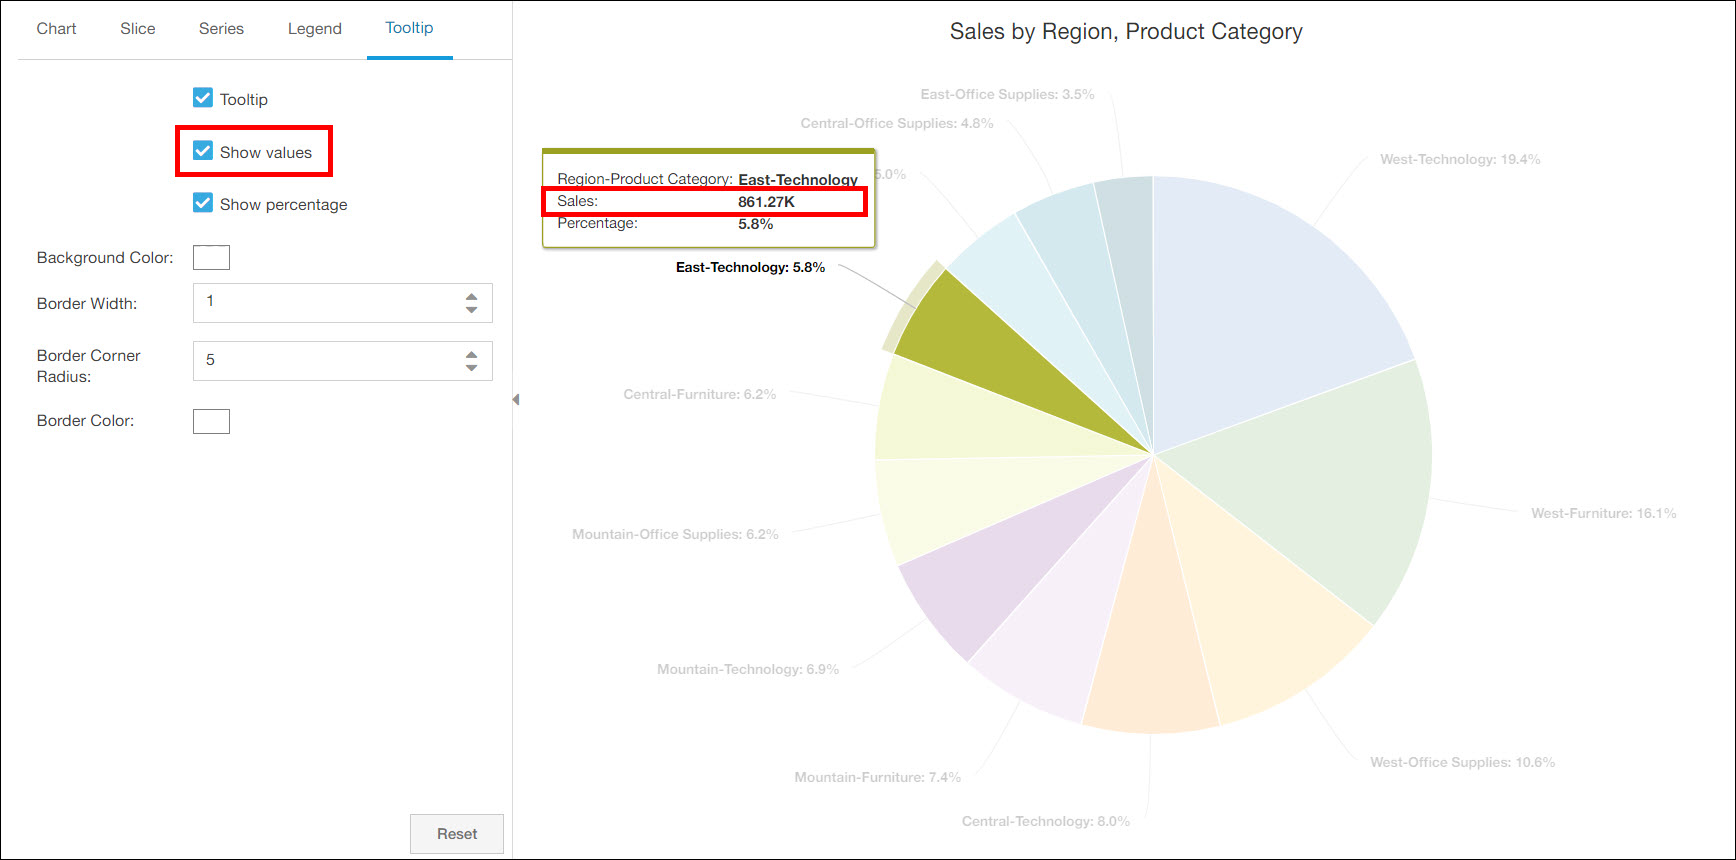 Chart
Slice
Series
Legend
Tooltip
Tooltip
Show values
Show percentage
Background Color:
Border Width:
1
Border Corner
Radius:
5
Border Color:
Reset
Sales by Region, Product Category
East-Office Supplies: 3.5%
Central-Office Supplies: 4.8%
5.0%
Region-Product Category: East-Technology
Sales: 861.27K
Percentage: 5.8%
East-Technology: 5.8%
Central-Furniture: 6.2%
Mountain-Office Supplies: 6.2%
Mountain-Technology: 6.9%
Mountain-Furniture: 7.4%
Central-Technology: 8.0%
West-Office Supplies: 10.6%
West-Furniture: 16.1%
West-Technology: 19.4%